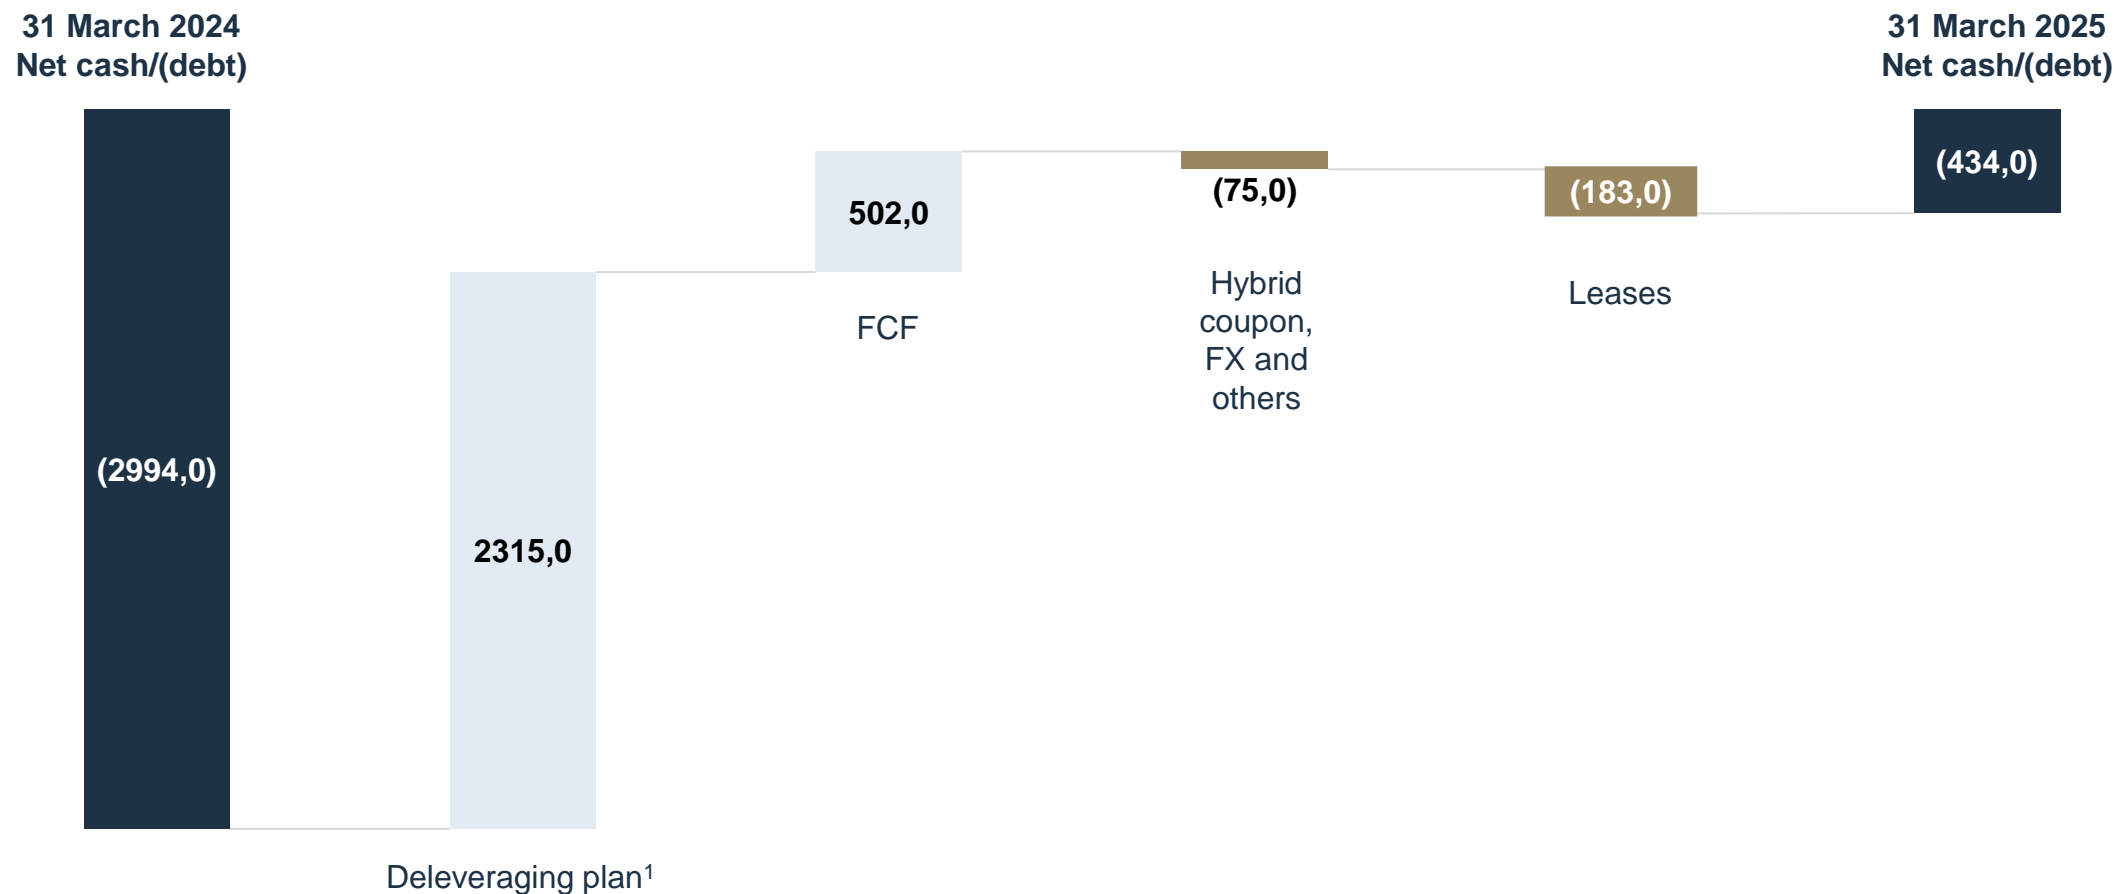 31 March 2024
Net cash/(debt)
31 March 2025
Net cash/(debt)
(2994,0)
2315,0
Deleveraging plan¹
502,0
FCF
(75,0)
Hybrid
coupon,
FX and
others
(183,0)
Leases
(434,0)